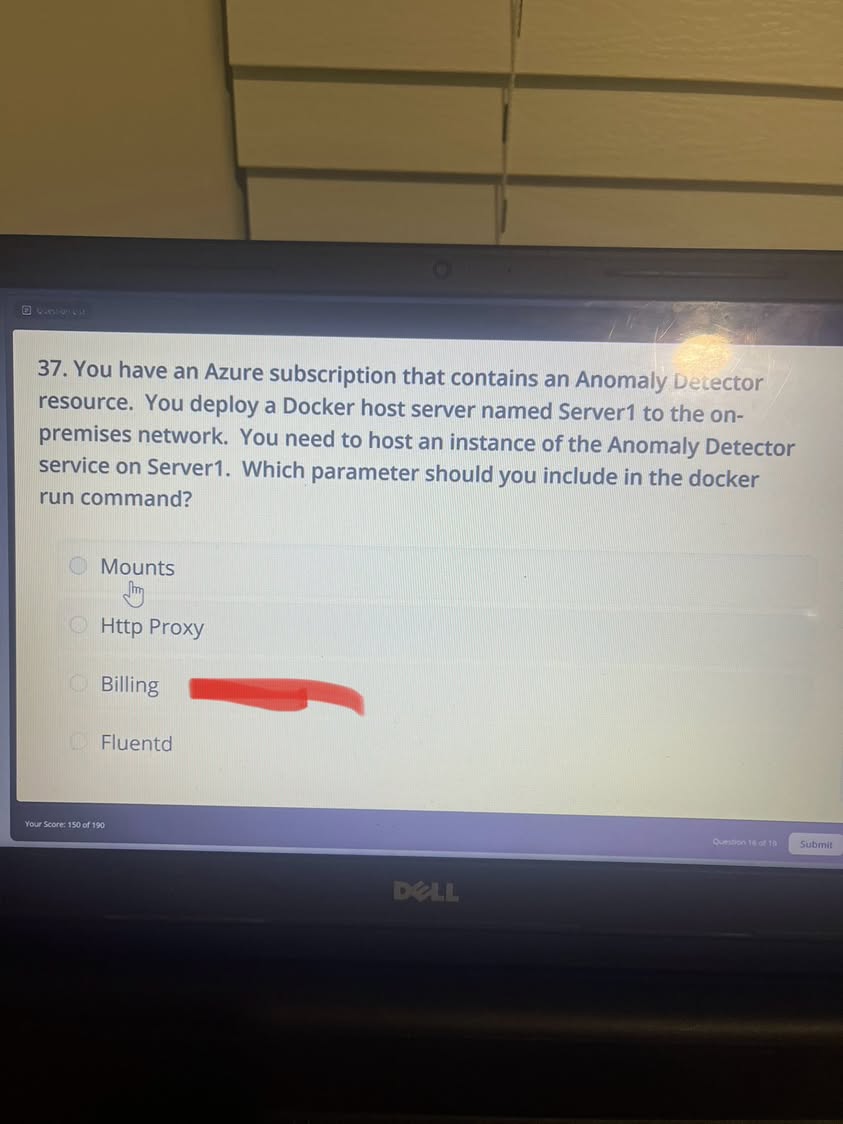 37. You have an Azure subscription that contains an Anomaly Detector
resource. You deploy a Docker host server named Server1 to the on-
premises network. You need to host an instance of the Anomaly Detector
service on Server1. Which parameter should you include in the docker
run command?
Mounts
Http Proxy
Billing
Fluentd
Your Score: 150 of 190
Question 16 of 19
Submit
DELL